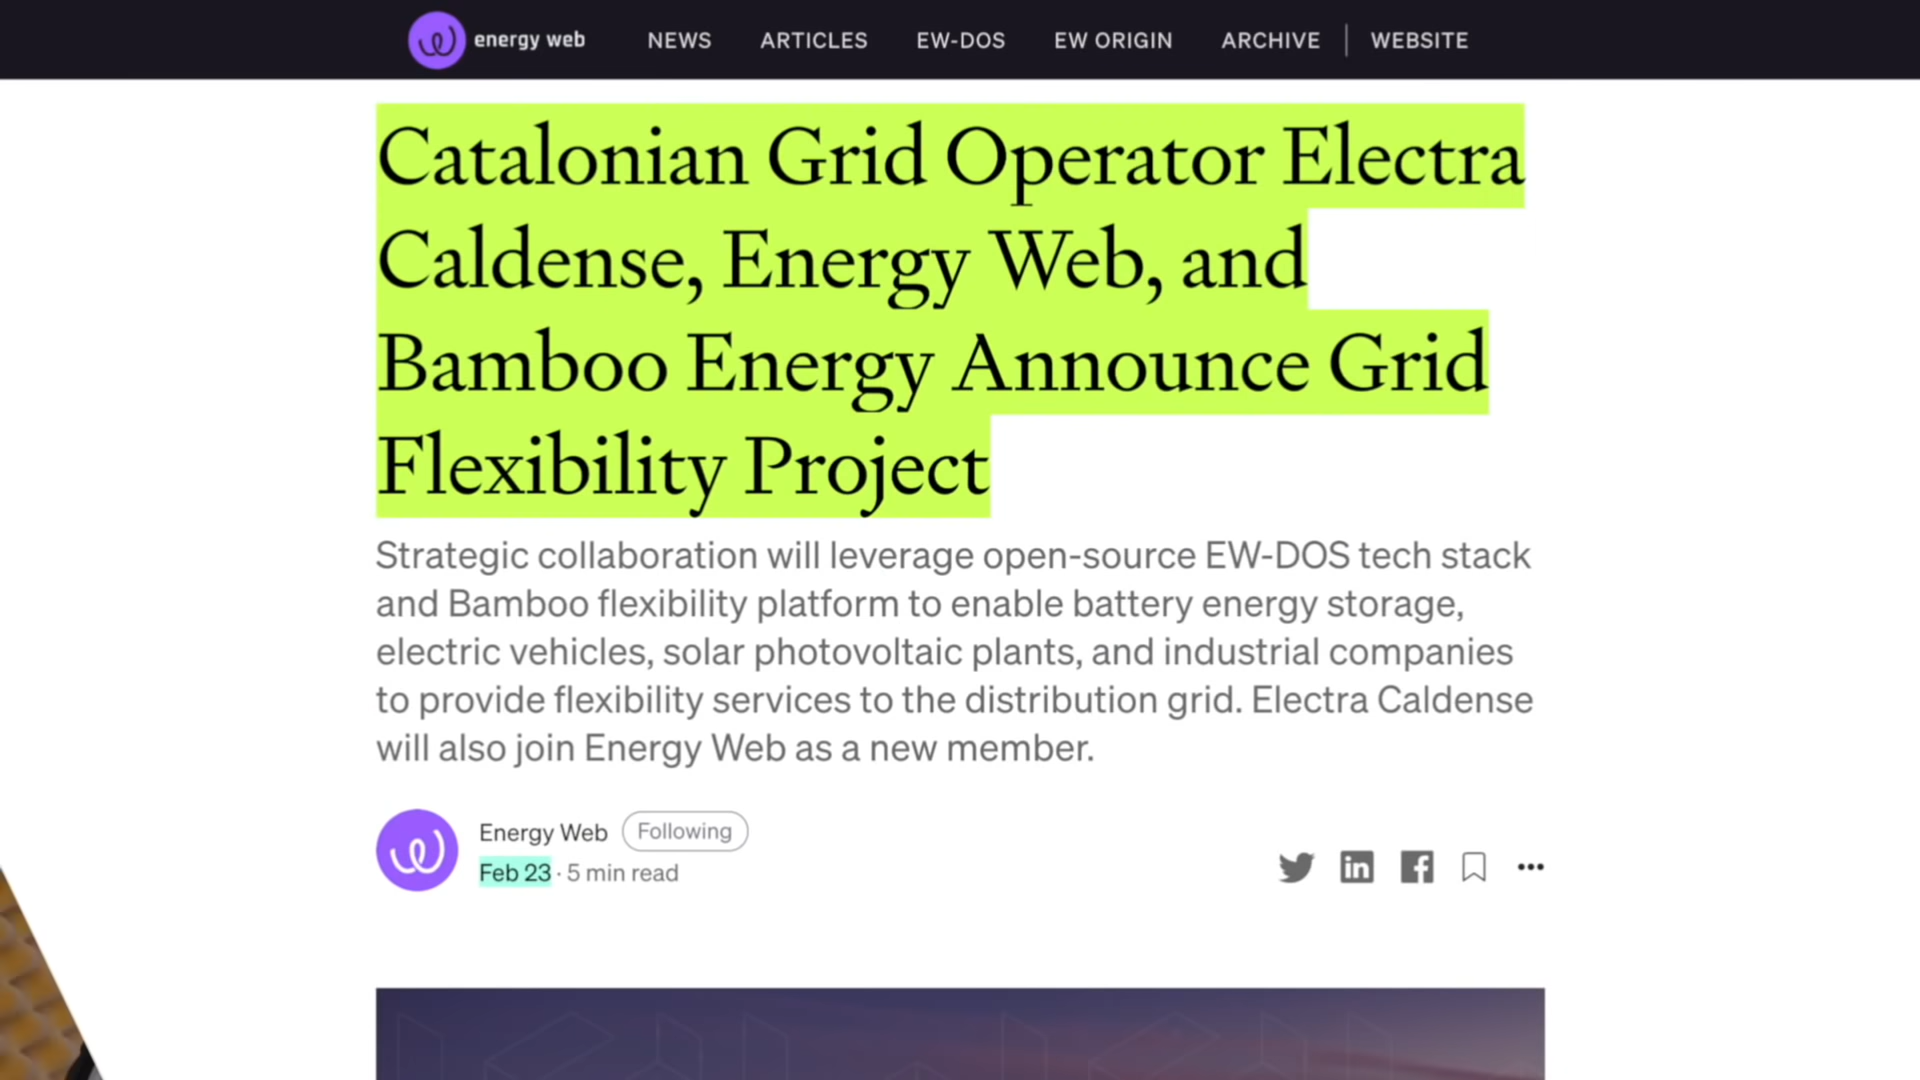 energy web NEWS ARTICLES EW-DOS EW ORIGIN ARCHIVE WEBSITE
Catalonian Grid Operator Electra
Caldense, Energy Web, and
Bamboo Energy Announce Grid
Flexibility Project
Strategic collaboration will leverage open-source EW-DOS tech stack
and Bamboo flexibility platform to enable battery energy storage,
electric vehicles, solar photovoltaic plants, and industrial companies
to provide flexibility services to the distribution grid. Electra Caldense
will also join Energy Web as a new member.
Energy Web Following
Feb 23 · 5 min read